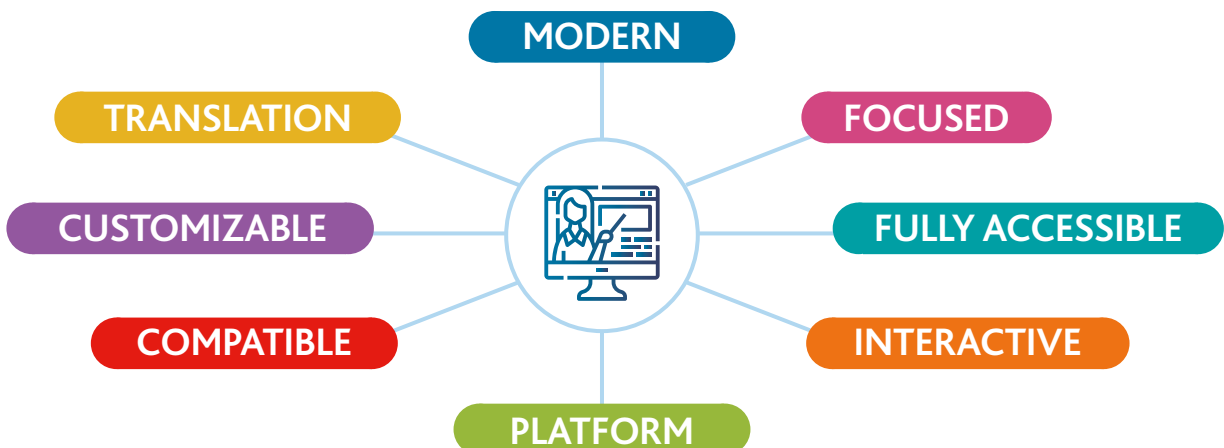 MODERN
TRANSLATION
FOCUSED
CUSTOMIZABLE
FULLY ACCESSIBLE
COMPATIBLE
INTERACTIVE
PLATFORM